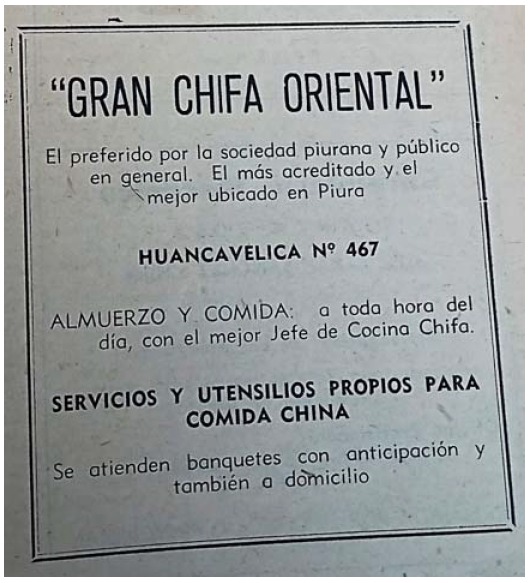 "GRAN CHIFA ORIENTAL"
El preferido por la sociedad piurana y público
en general. El más acreditado y el
mejor ubicado en Piura
HUANCAVELICA Nº 467
ALMUERZO Y COMIDA: a toda hora del
día, con el mejor Jefe de Cocina Chifa.
SERVICIOS Y UTENSILIOS PROPIOS PARA
COMIDA CHINA
Se atienden banquetes con anticipación y
también a domicilio